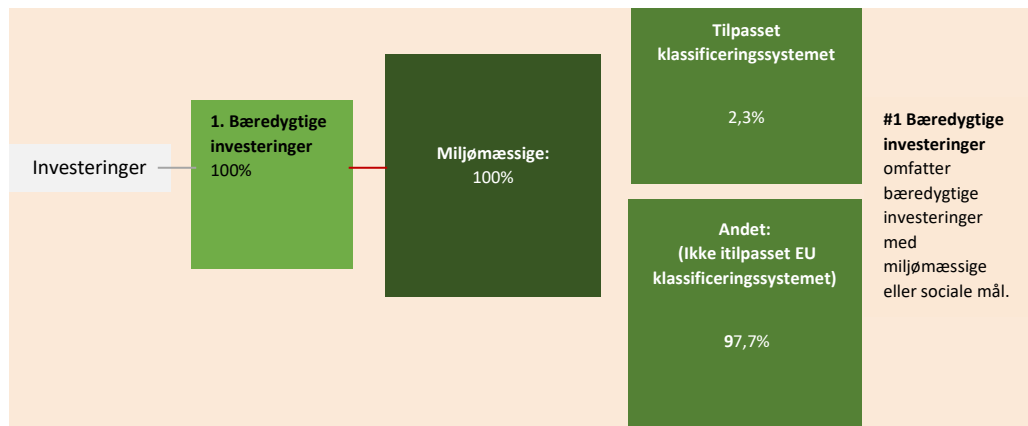 Investeringer
1. Bæredygtige
investeringer
100%
Miljømæssige:
100%
Tilpasset
klassificeringssystemet
2,3%
Andet:
(Ikke itilpasset EU
klassificeringssystemet)
97,7%
#1 Bæredygtige
investeringer
omfatter
bæredygtige
investeringer
med
miljømæssige
eller sociale mål.